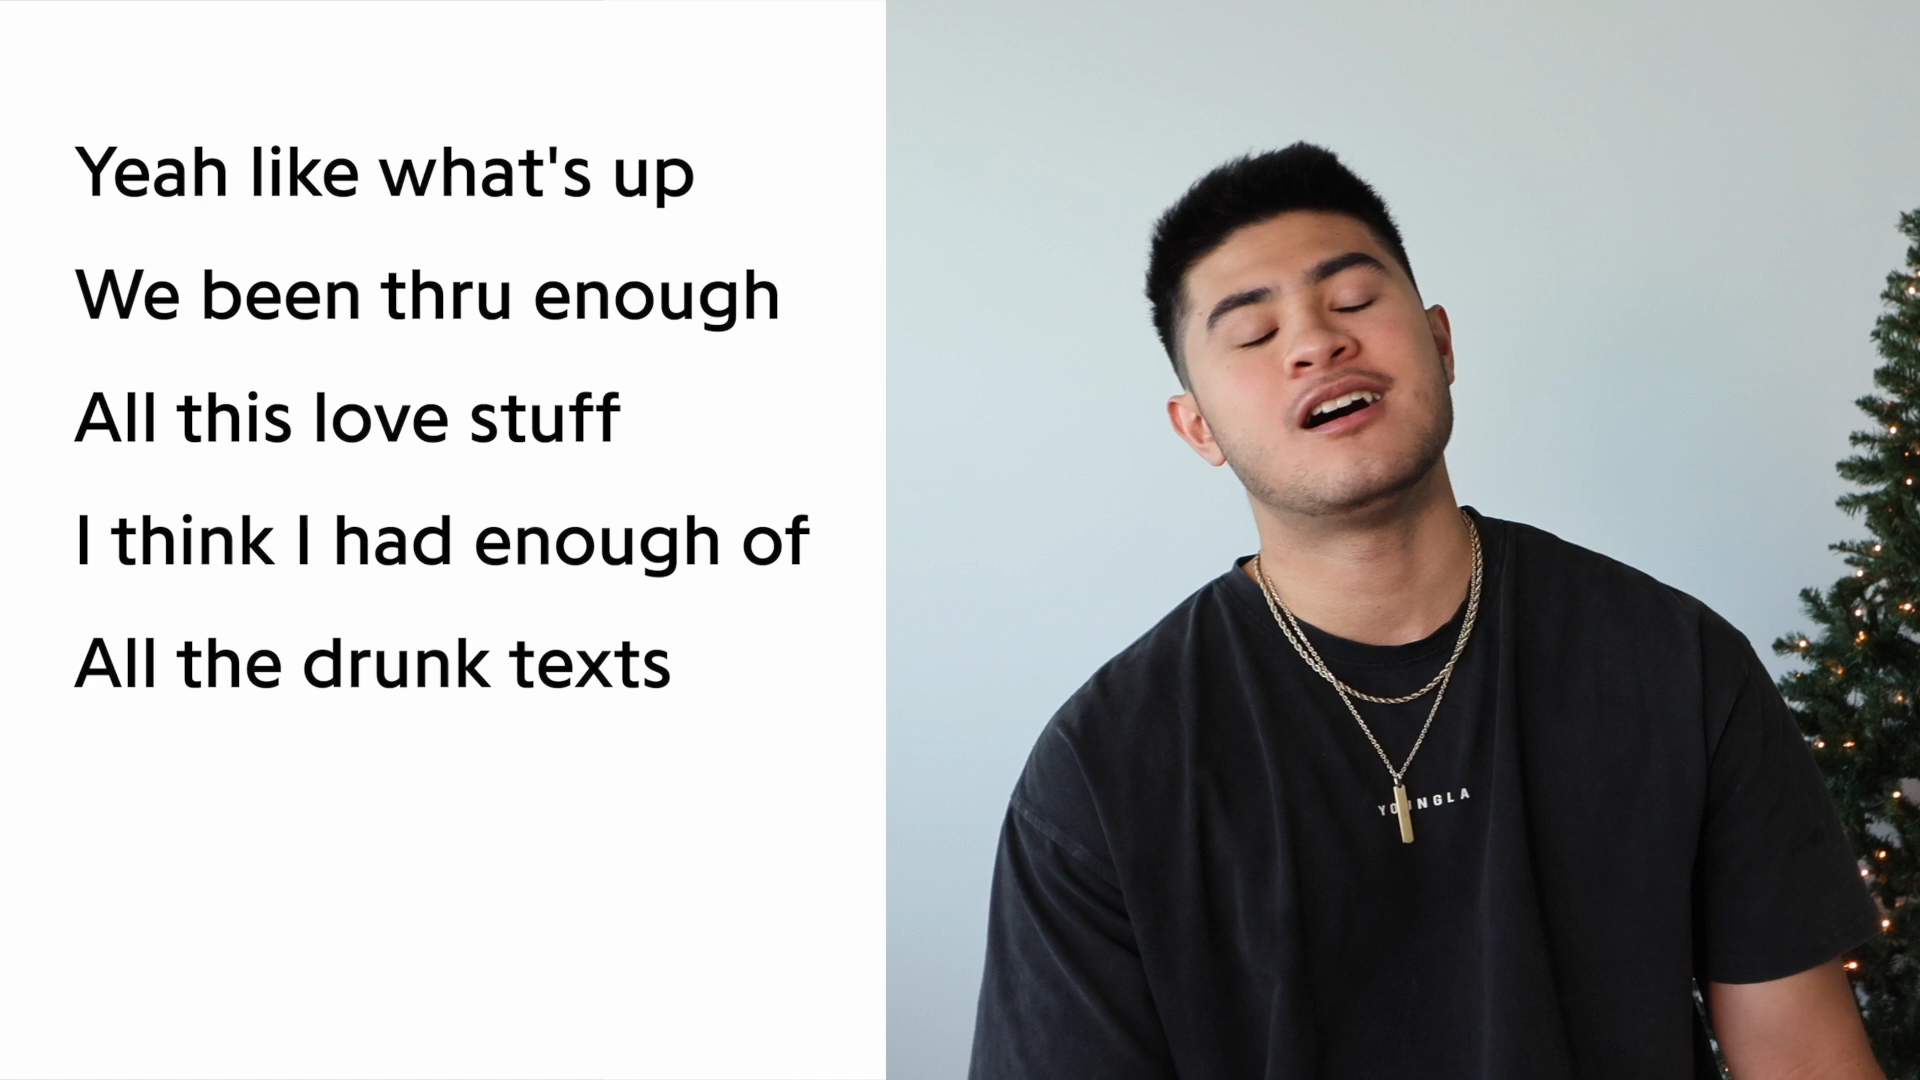 Yeah like what's up
We been thru enough
All this love stuff
I think I had enough of
All the drunk texts
YOUNGLA